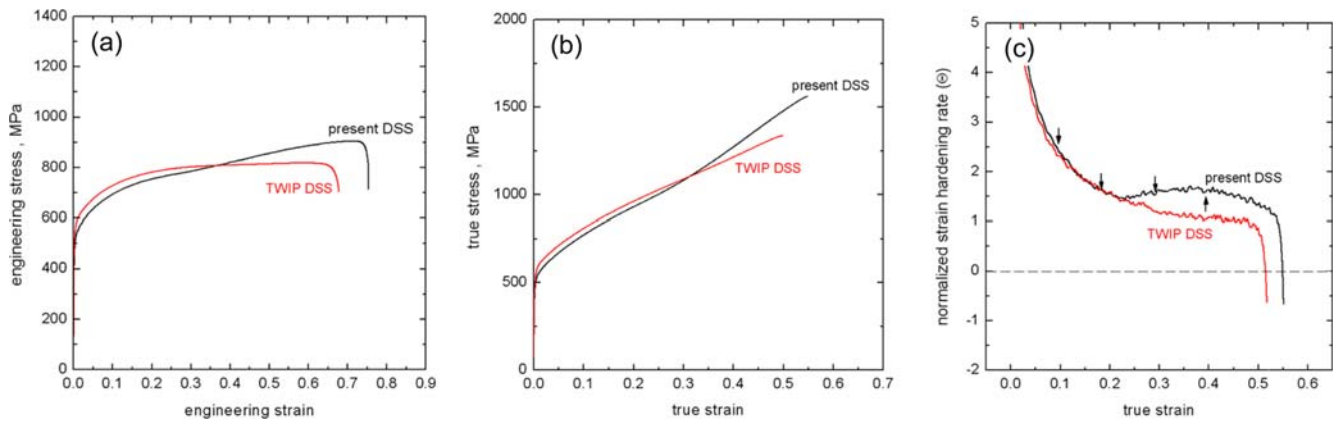 (a)
1400
1200
1000
800
600
400
200
0
0.0 0.1 0.2 0.3 0.4 0.5 0.6 0.7 0.8 0.9
engineering stress , MPa
engineering strain
present DSS
TWIP DSS
(b)
2000
1500
1000
500
0
0.0 0.1 0.2 0.3 0.4 0.5 0.6 0.7
true stress , MPa
true strain
present DSS
TWIP DSS
(c)
5
4
3
2
1
0
-1
-2
0.0 0.1 0.2 0.3 0.4 0.5 0.6
normalized strain hardening rate (Θ)
true strain
present DSS
TWIP DSS